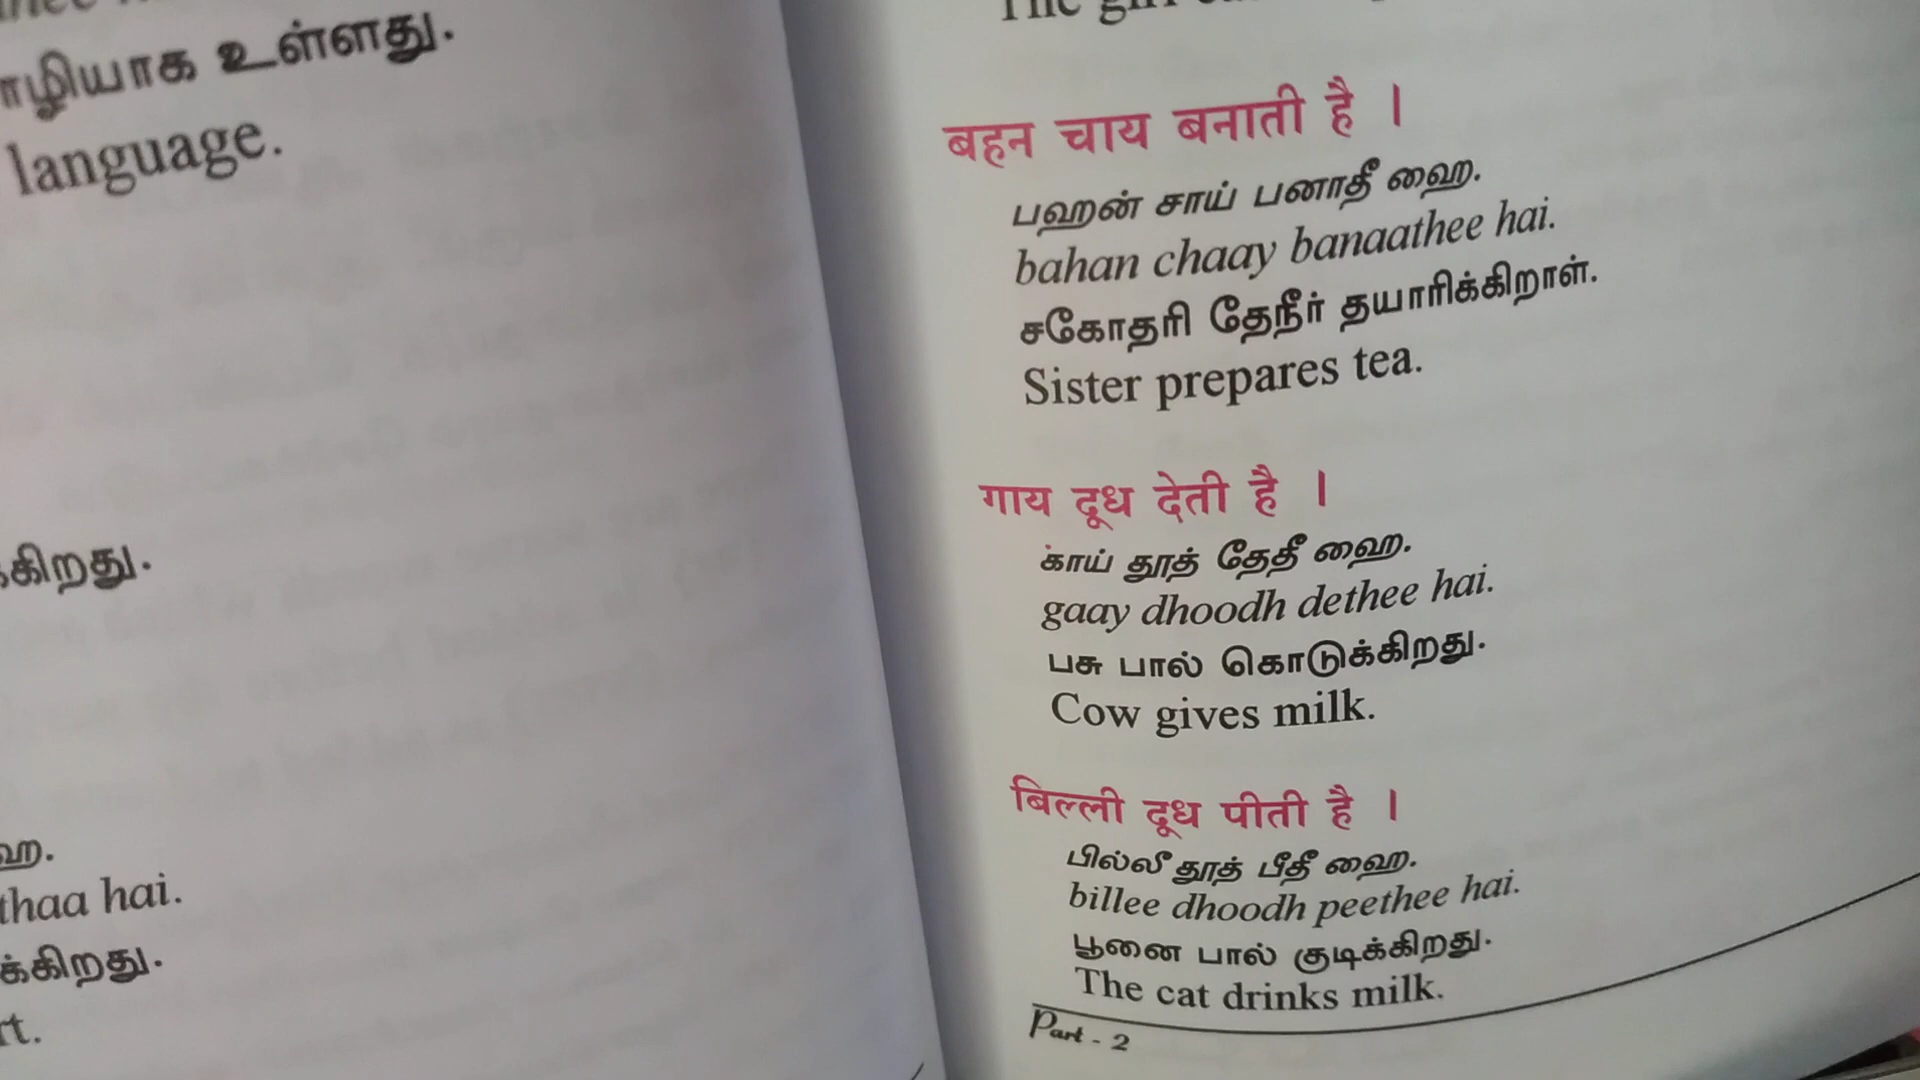 உள்ளது.
language.
கிறது.
hai.
க்கிறது.
The
बहन चाय बनाती है ।
பஹன் சாய் பனாதீ ஹை.
bahan chaay banaathee hai.
சகோதரி தேநீர் தயாரிக்கிறாள்.
Sister prepares tea.
गाय दूध देती है ।
காய் தூத் தேதீ ஹை.
gaay dhoodh dethee hai.
பசு பால் கொடுக்கிறது.
Cow gives milk.
बिल्ली दूध पीती है ।
பில்லீ தூத் பீதீ ஹை.
billee dhoodh peethee hai.
பூனை பால் குடிக்கிறது.
The cat drinks milk.
Part - 2